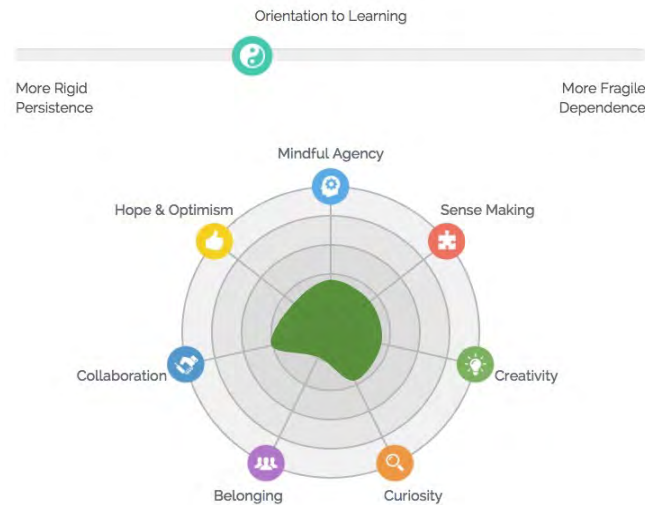 Orientation to Learning
More Rigid
Persistence
More Fragile
Dependence
Mindful Agency
Hope & Optimism
Sense Making
Collaboration
Creativity
Belonging
Curiosity